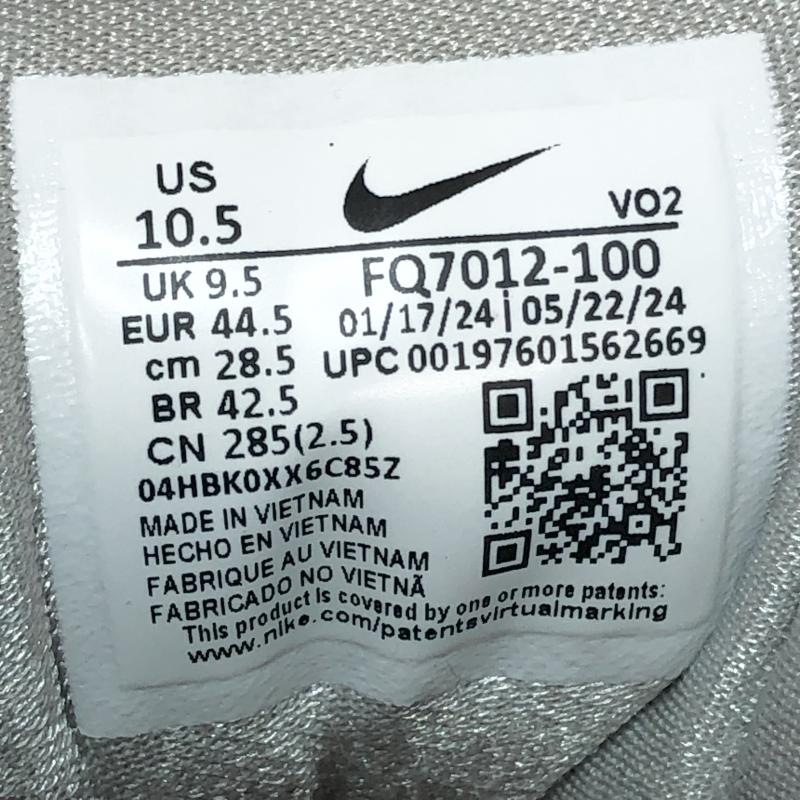 US
10.5
VO2
UK 9.5
FQ7012-100
EUR 44.5
01/17/24 | 05/22/24
cm 28.5
UPC 00197601562669
BR 42.5
CN 285(2.5)
04HBK0XX6C85Z
MADE IN VIETNAM
HECHO EN VIETNAM
FABRIQUE AU VIETNAM
FABRICADO NO VIETNÃ
This product is covered by one or more patents:
www.nike.com/patentsvirtualmarking